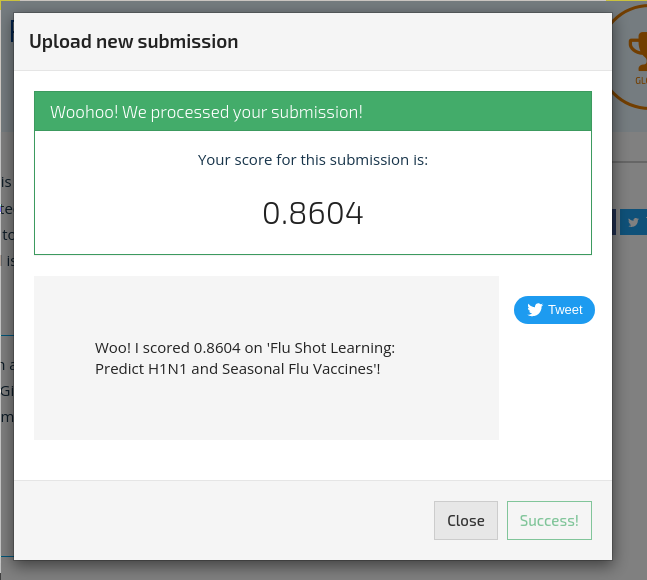 Upload new submission
Woohoo! We processed your submission!
Your score for this submission is:
0.8604
Tweet
Woo! I scored 0.8604 on 'Flu Shot Learning:
Predict H1N1 and Seasonal Flu Vaccines'!
Close
Success!